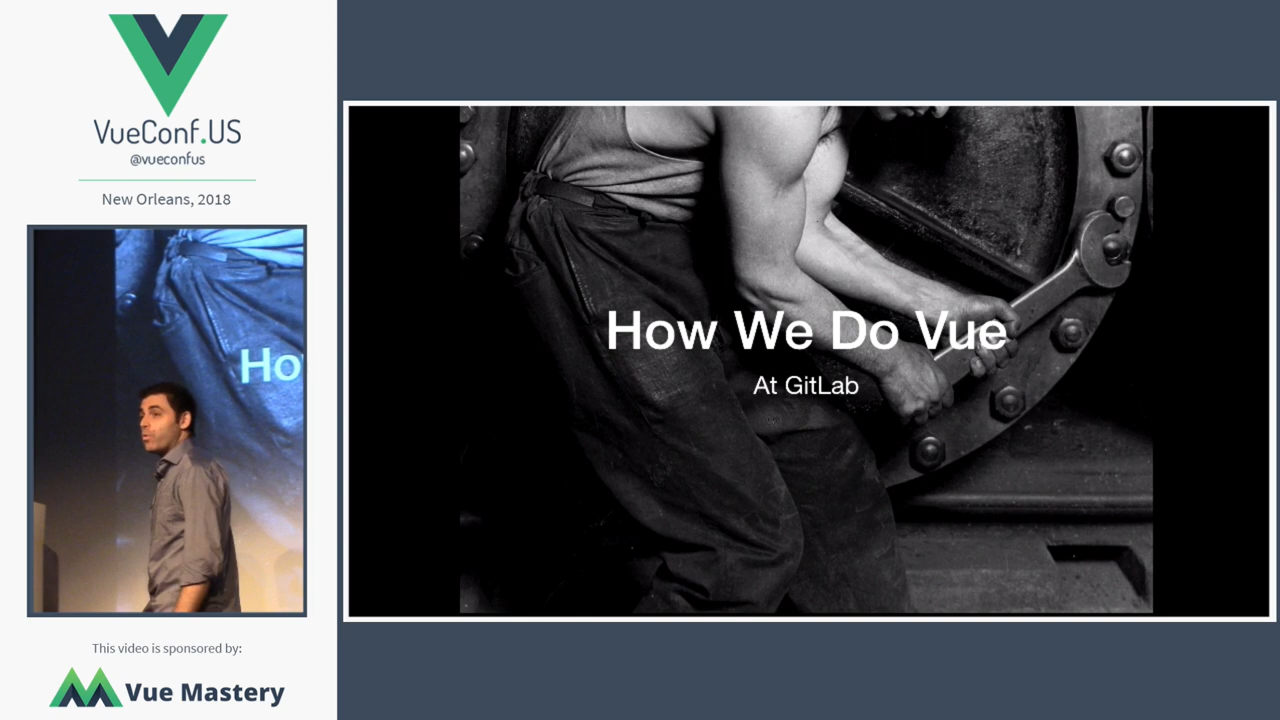 VueConf.US
@vueconfus
New Orleans, 2018
Ho
This video is sponsored by:
Vue Mastery
How We Do Vue
At GitLab